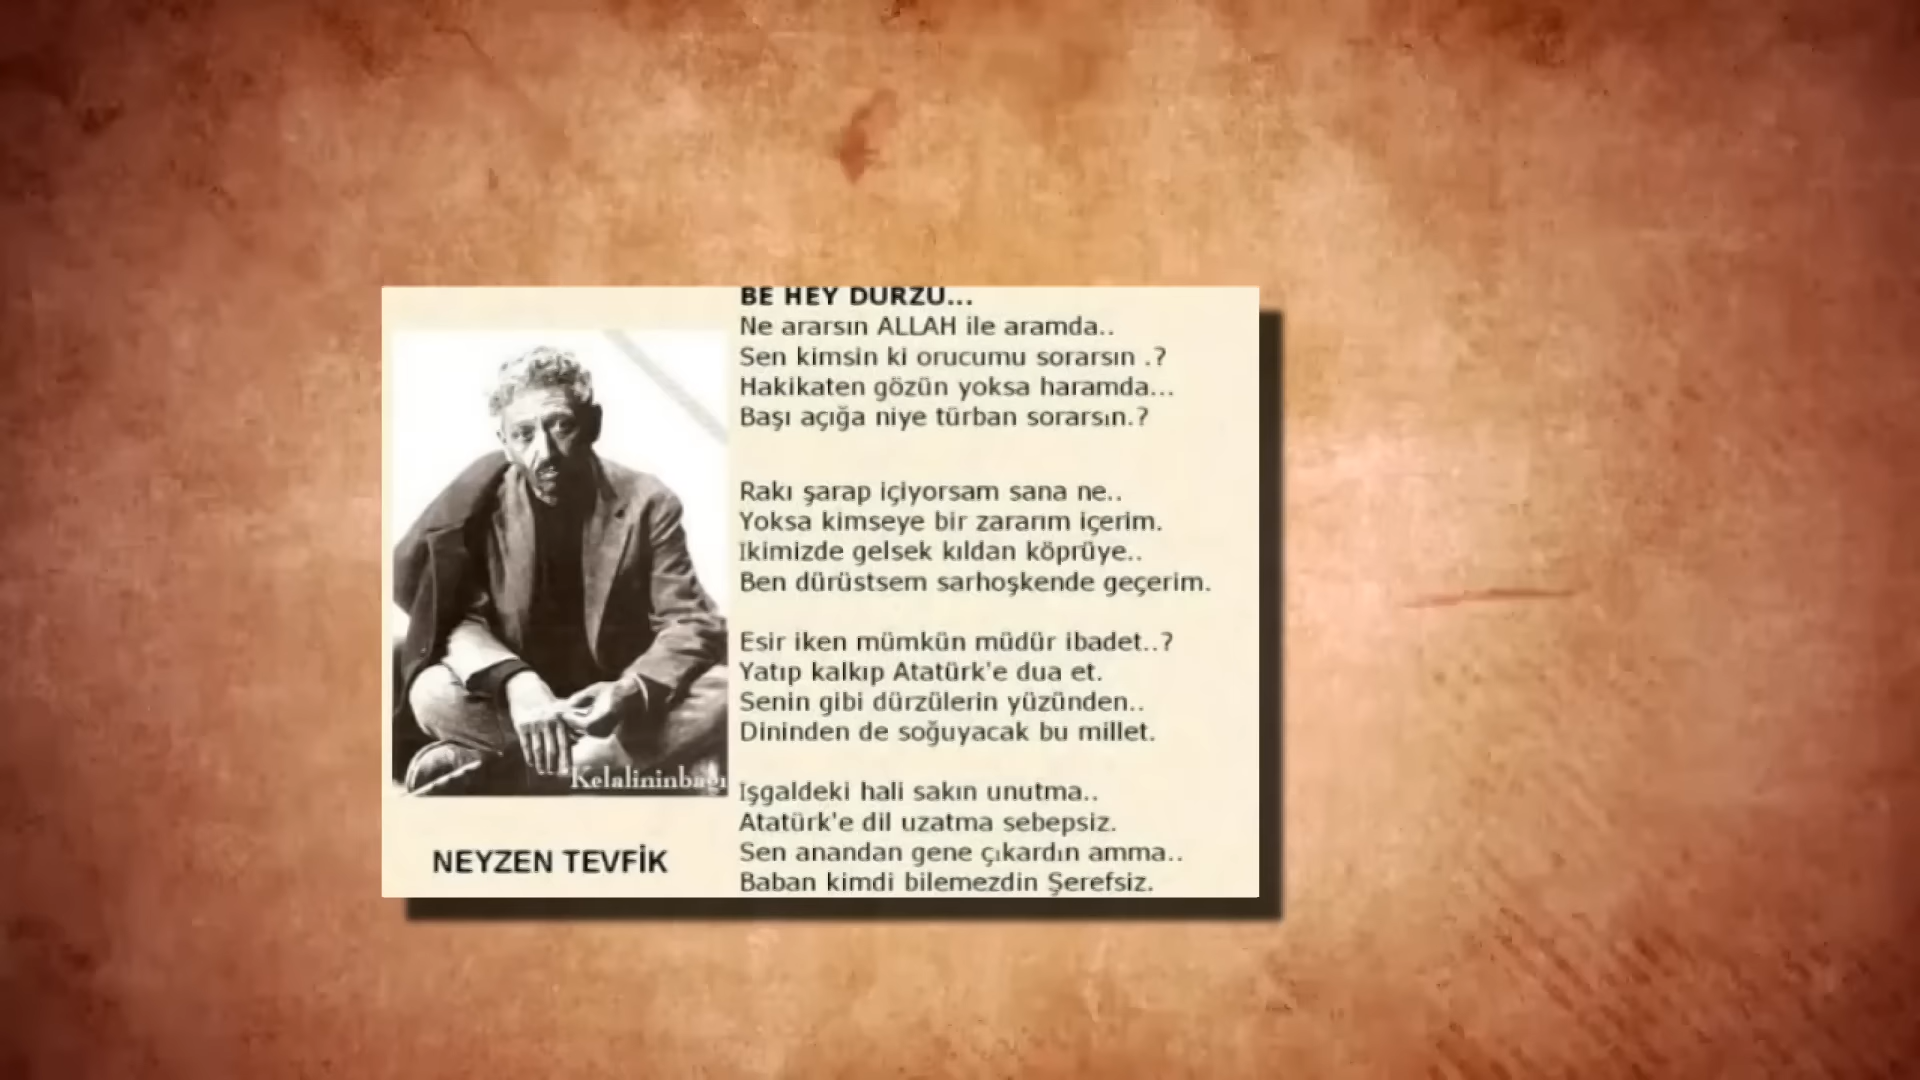 BE HEY DÜRZÜ...
Ne ararsın ALLAH ile aramda..
Sen kimsin ki orucumu sorarsın .?
Hakikaten gözün yoksa haramda...
Başı açığa niye türban sorarsın.?
Rakı şarap içiyorsam sana ne..
Yoksa kimseye bir zararım içerim.
İkimizde gelsek kıldan köprüye..
Ben dürüstsem sarhoşkende geçerim.
Esir iken mümkün müdür ibadet..?
Yatıp kalkıp Atatürk'e dua et.
Senin gibi dürzülerin yüzünden..
Dininden de soğuyacak bu millet.
İşgaldeki hali sakın unutma..
Atatürk'e dil uzatma sebepsiz.
Sen anandan gene çıkardın amma..
Baban kimdi bilemezdin Şerefsiz.
Kelalininbagı
NEYZEN TEVFİK